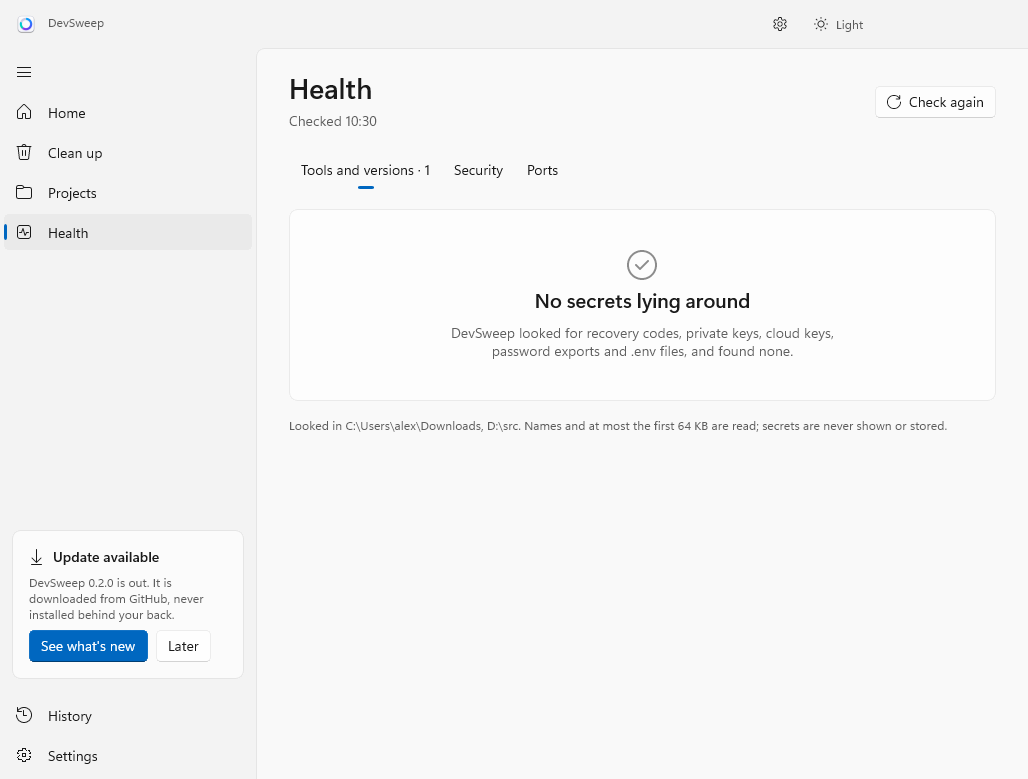 DevSweep
Light
Home
Clean up
Projects
Health
Health
Checked 10:30
Check again
Tools and versions · 1
Security
Ports
No secrets lying around
DevSweep looked for recovery codes, private keys, cloud keys,
password exports and .env files, and found none.
Looked in C:\Users\alex\Downloads, D:\src. Names and at most the first 64 KB are read; secrets are never shown or stored.
Update available
DevSweep 0.2.0 is out. It is
downloaded from GitHub, never
installed behind your back.
See what's new
Later
History
Settings